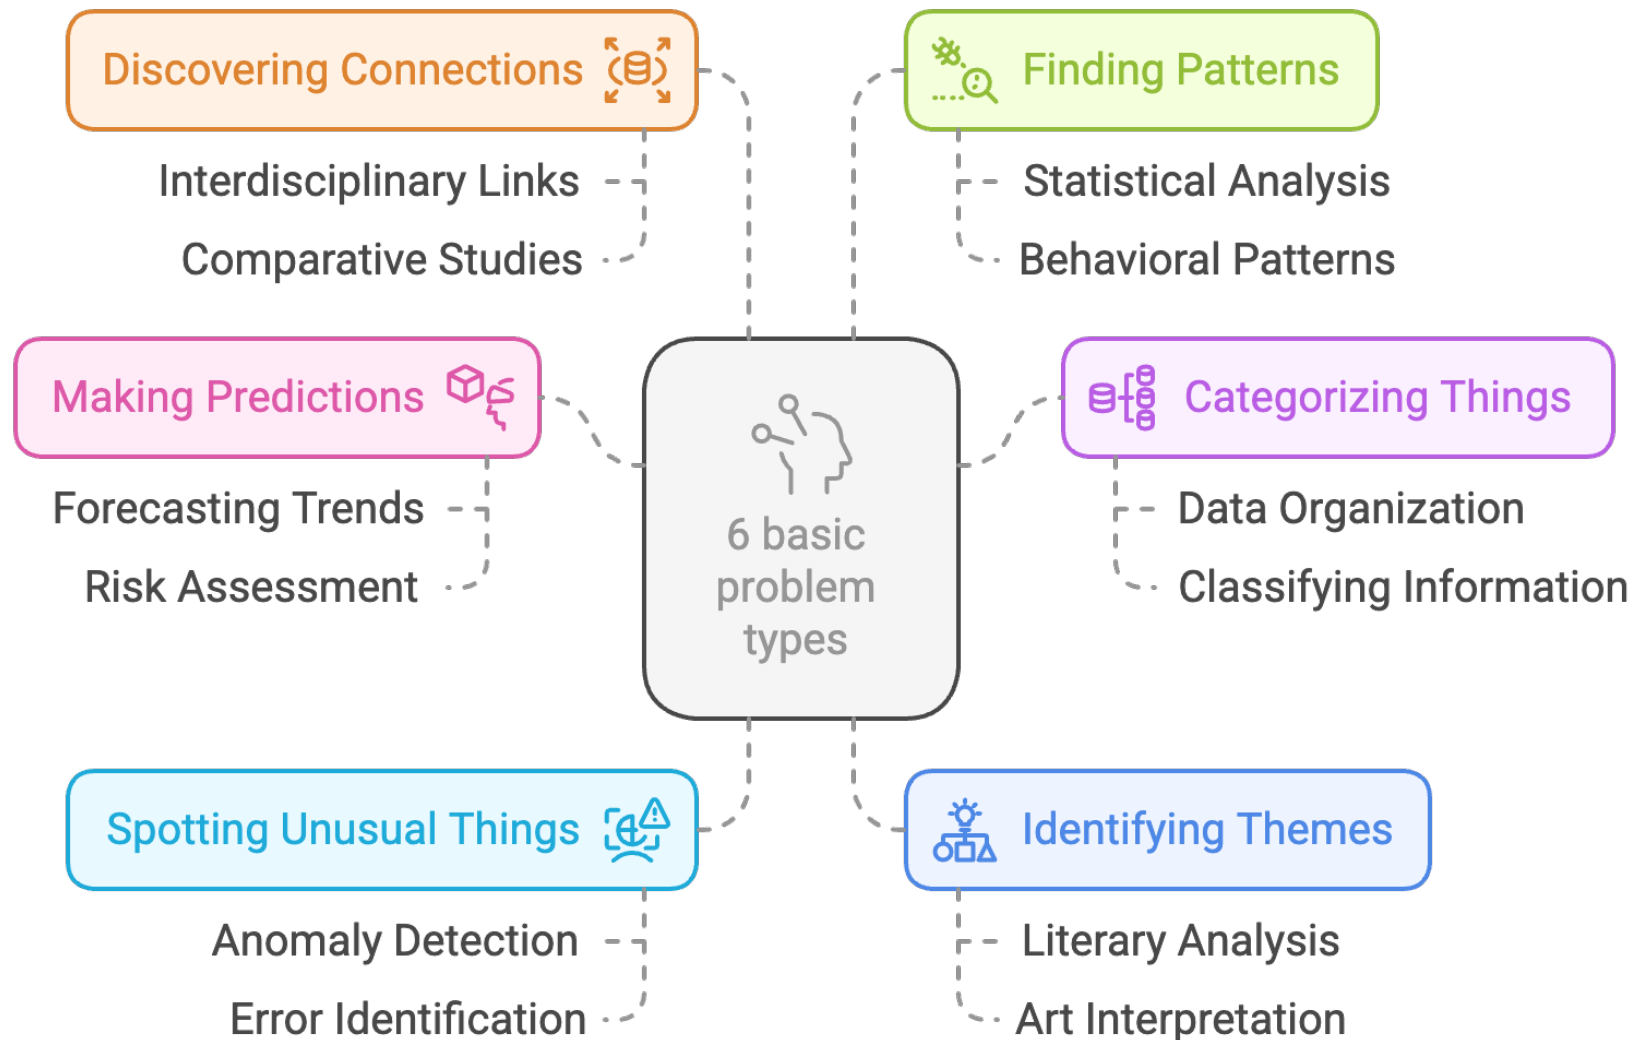 Discovering Connections
Interdisciplinary Links
Comparative Studies
Finding Patterns
Statistical Analysis
Behavioral Patterns
Making Predictions
Forecasting Trends
Risk Assessment
6 basic
problem
types
Categorizing Things
Data Organization
Classifying Information
Spotting Unusual Things
Anomaly Detection
Error Identification
Identifying Themes
Literary Analysis
Art Interpretation